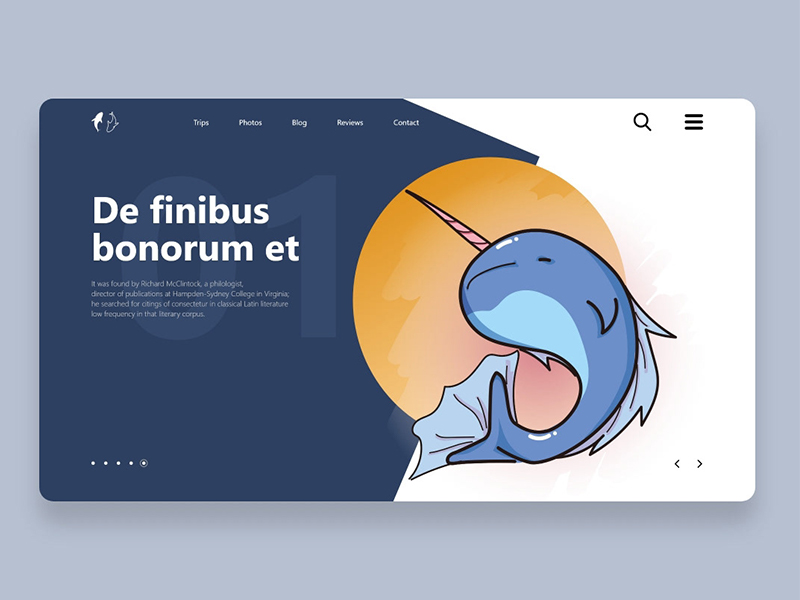 Trips Photos Blog Reviews Contact
01
De finibus
bonorum et
It was found by Richard McClintock, a philologist,
director of publications at Hampden-Sydney College in Virginia;
he searched for citings of consectetur in classical Latin literature
low frequency in that literary corpus.